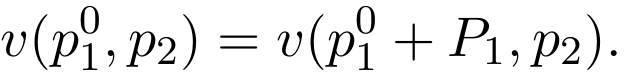 v(p_1^0, p_2) = v(p_1^0 + P_1, p_2).